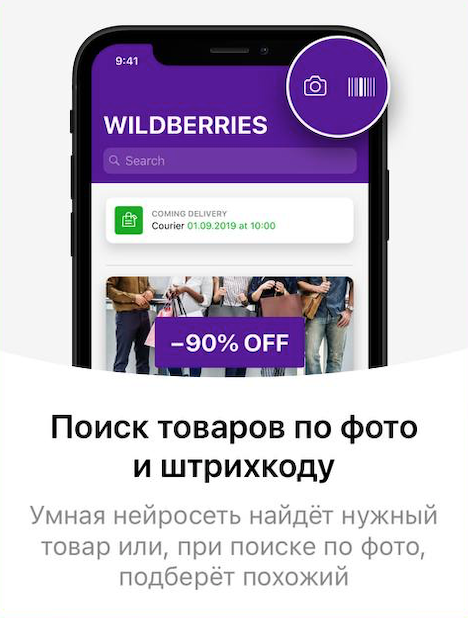 9:41
WILDBERRIES
Search
COMING DELIVERY
Courier 01.09.2019 at 10:00
–90% OFF
Поиск товаров по фото
и штрихкоду
Умная нейросеть найдёт нужный
товар или, при поиске по фото,
подберёт похожий